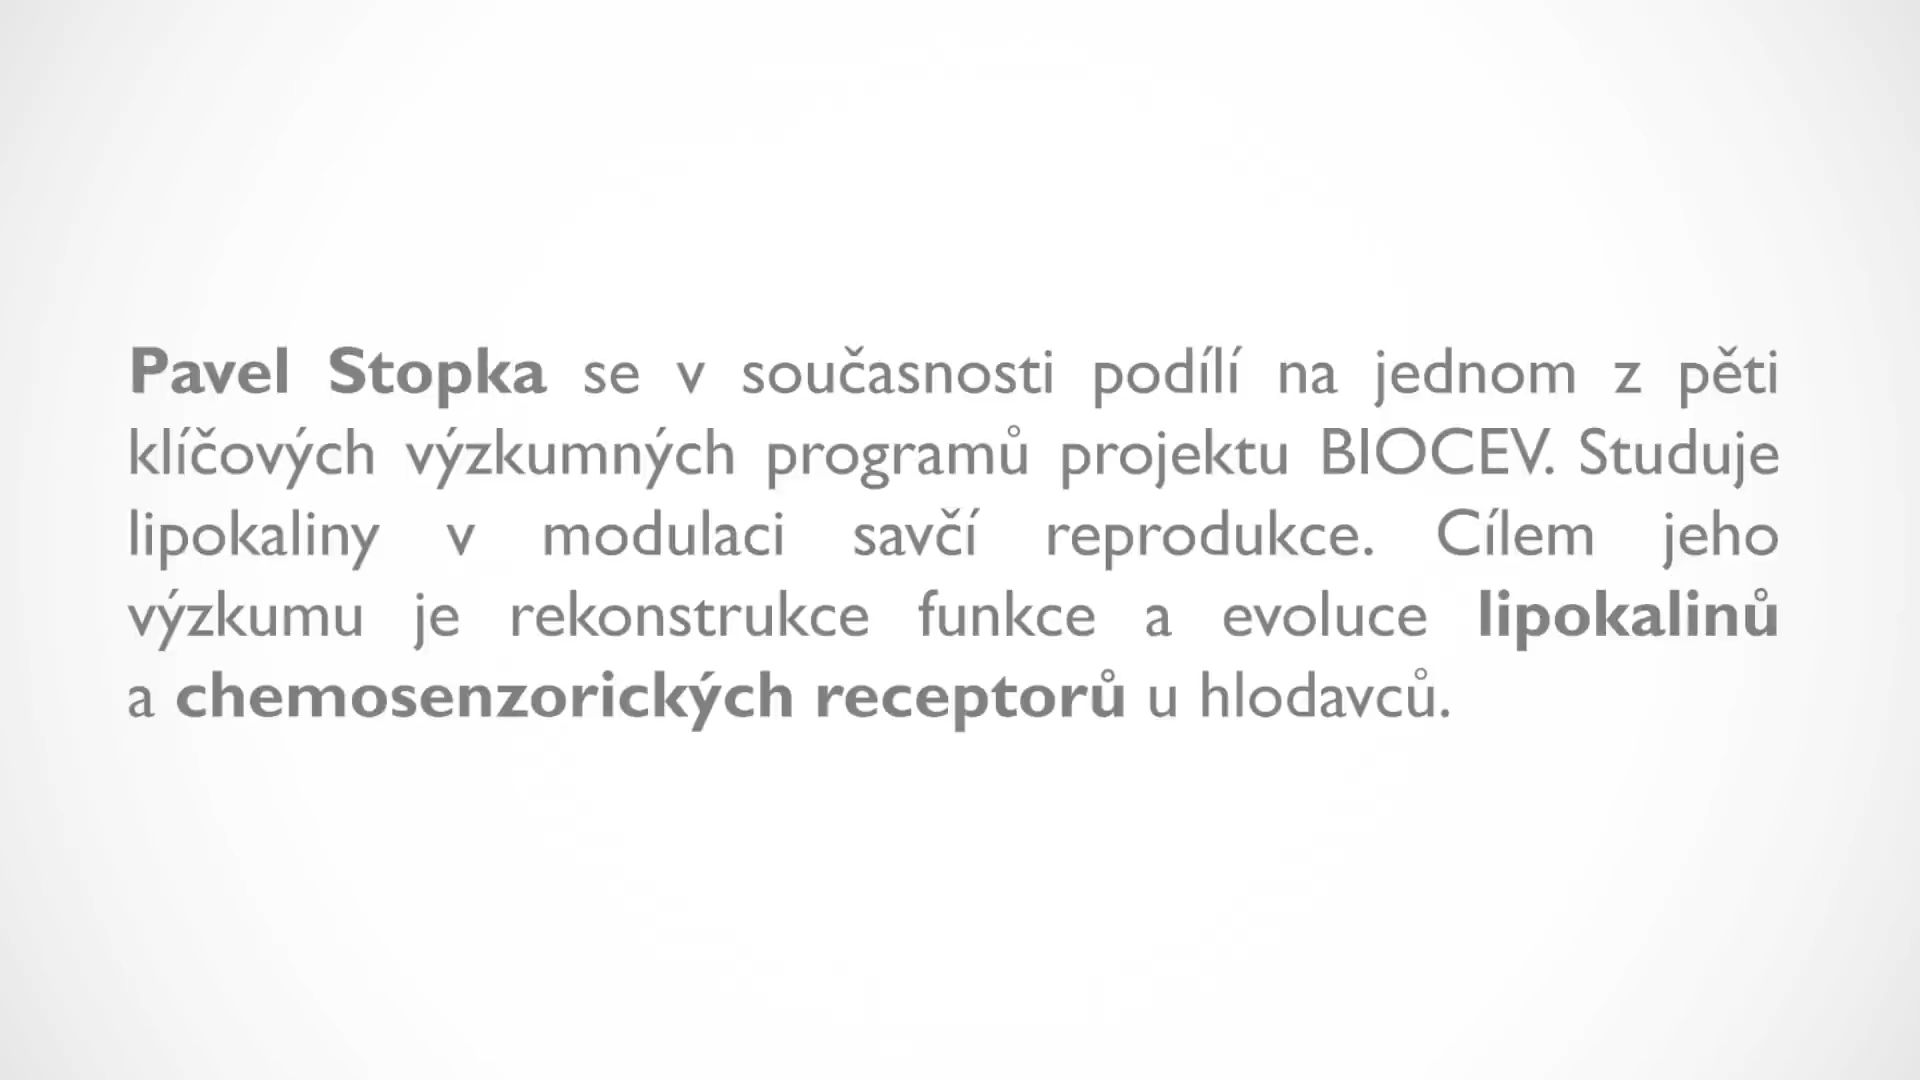 Pavel Stopka se v současnosti podílí na jednom z pěti
klíčových výzkumných programů projektu BIOCEV. Studuje
lipokaliny v modulaci savčí reprodukce. Cílem jeho
výzkumu je rekonstrukce funkce a evoluce lipokalinů
a chemosenzorických receptorů u hlodavců.